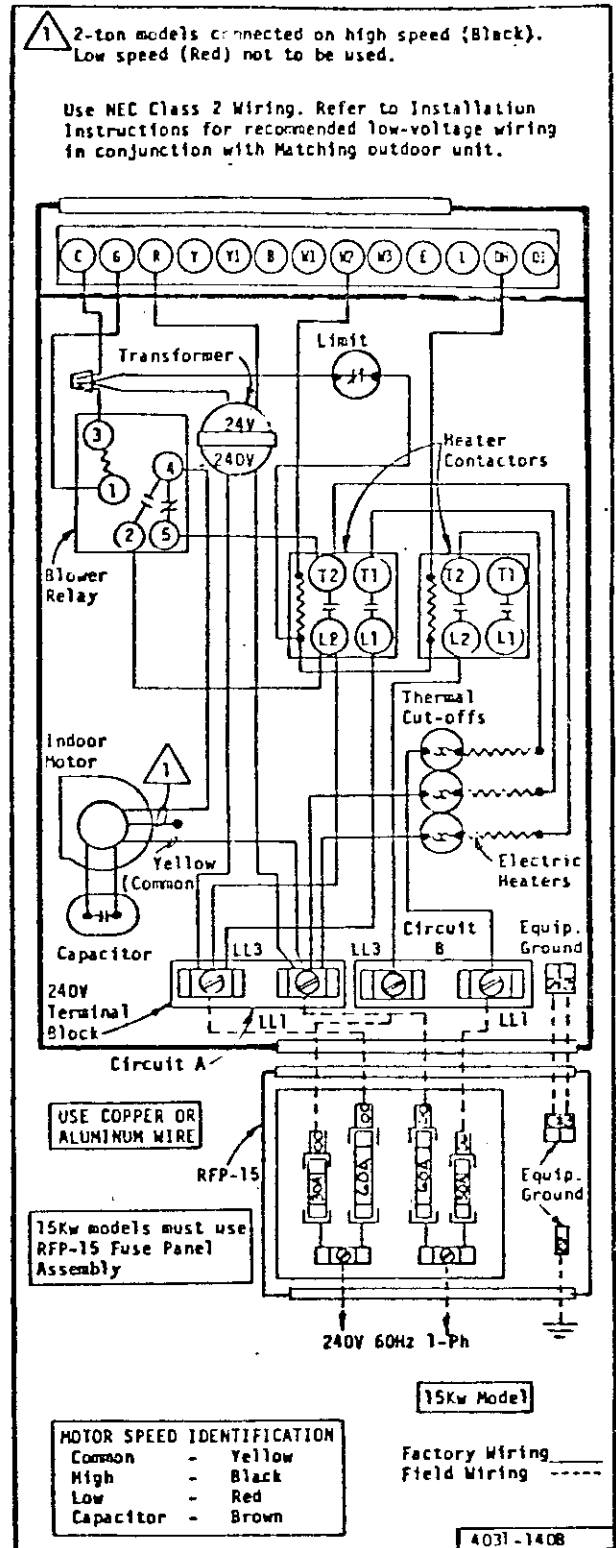 1
2-ton models connected on high speed (Black).
Low speed (Red) not to be used.
Use NEC Class 2 Wiring. Refer to Installation
Instructions for recommended low-voltage wiring
in conjunction with Matching outdoor unit.
C G R Y Y1 B W1 W2 W3 E L DH
Transformer
Limit
24V
240V
3
4
1
2
5
Heater
Contactors
T2 T1 T2 T1
L2 L1 L2 L1
Blower
Relay
Thermal
Cut-offs
Indoor
Motor
1
Yellow
(Common
Electric
Heaters
Capacitor
Circuit
B
Equip.
Ground
LL3 LL3
240V
Terminal
Block
LL1 LL1
Circuit A
USE COPPER OR
ALUMINUM WIRE
RFP-15
30A 60A 60A 30A
Equip.
Ground
15Kw models must use
RFP-15 Fuse Panel
Assembly
240V 60Hz 1-Ph
15Kw Model
MOTOR SPEED IDENTIFICATION
Common - Yellow
High - Black
Low - Red
Capacitor - Brown
Factory Wiring
Field Wiring
4031-140B